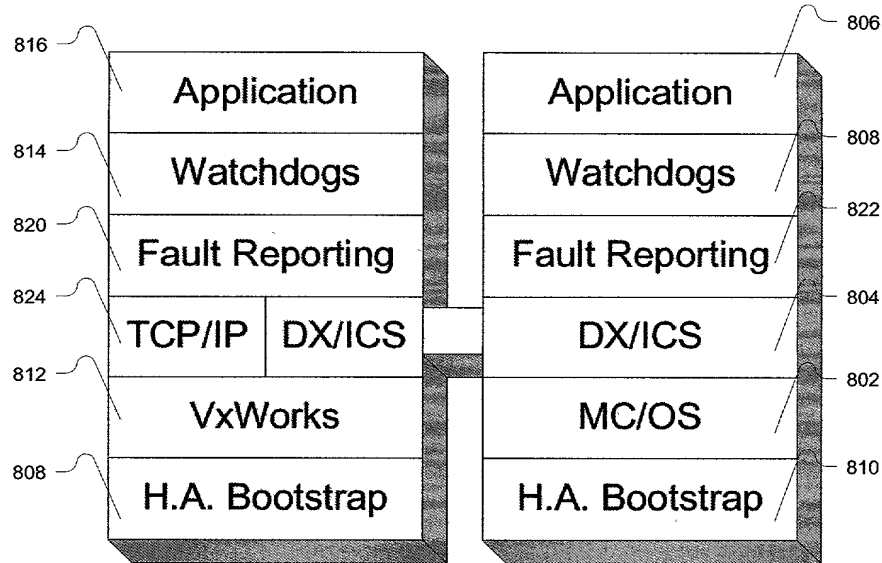 816
806
Application
Application
814
808
Watchdogs
Watchdogs
820
822
Fault Reporting
Fault Reporting
824
804
TCP/IP
DX/ICS
DX/ICS
812
802
VxWorks
MC/OS
808
810
H.A. Bootstrap
H.A. Bootstrap